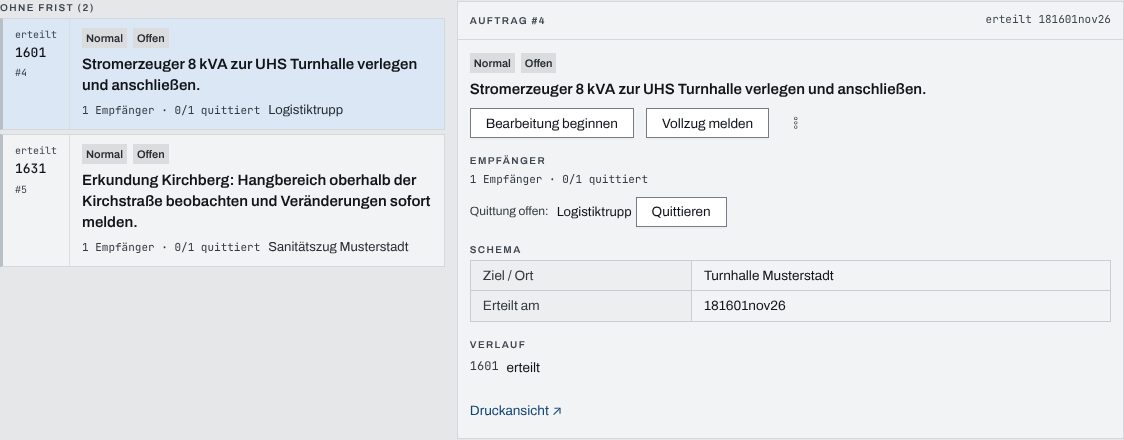 OHNE FRIST (2)
erteilt
1601
#4
Normal Offen
Stromerzeuger 8 kVA zur UHS Turnhalle verlegen
und anschließen.
1 Empfänger · 0/1 quittiert Logistiktrupp
erteilt
1631
#5
Normal Offen
Erkundung Kirchberg: Hangbereich oberhalb der
Kirchstraße beobachten und Veränderungen sofort
melden.
1 Empfänger · 0/1 quittiert Sanitätszug Musterstadt
AUFTRAG #4 erteilt 181601nov26
Normal Offen
Stromerzeuger 8 kVA zur UHS Turnhalle verlegen und anschließen.
Bearbeitung beginnen Vollzug melden
EMPFÄNGER
1 Empfänger · 0/1 quittiert
Quittung offen: Logistiktrupp Quittieren
SCHEMA
Ziel / Ort Turnhalle Musterstadt
Erteilt am 181601nov26
VERLAUF
1601 erteilt
Druckansicht ↗